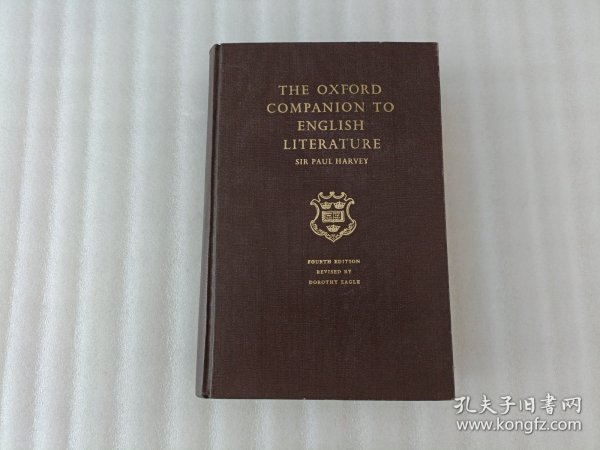 THE OXFORD
COMPANION TO
ENGLISH
LITERATURE
SIR PAUL HARVEY
FOURTH EDITION
REVISED BY
DOROTHY EAGLE
孔夫子旧书网
www.kongfz.com